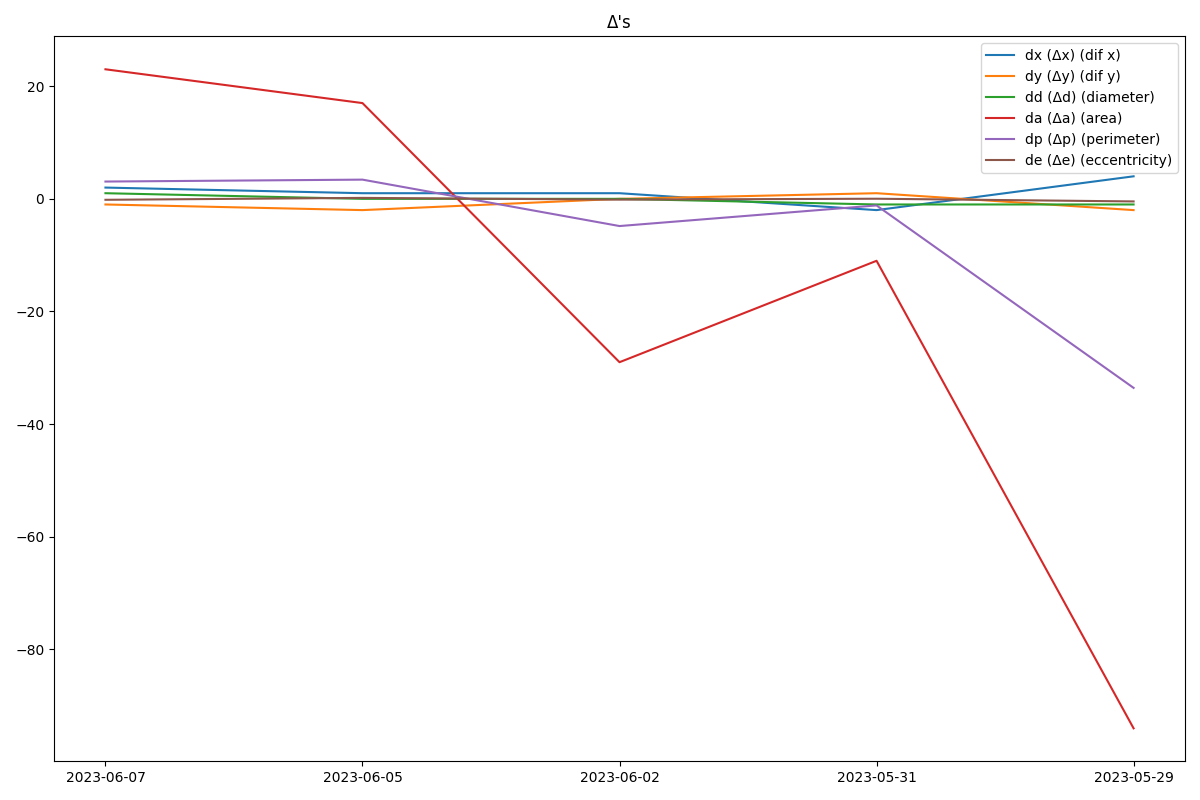 Δ's
dx (Δx) (dif x)
dy (Δy) (dif y)
dd (Δd) (diameter)
da (Δa) (area)
dp (Δp) (perimeter)
de (Δe) (eccentricity)
20
0
−20
−40
−60
−80
2023-06-07 2023-06-05 2023-06-02 2023-05-31 2023-05-29